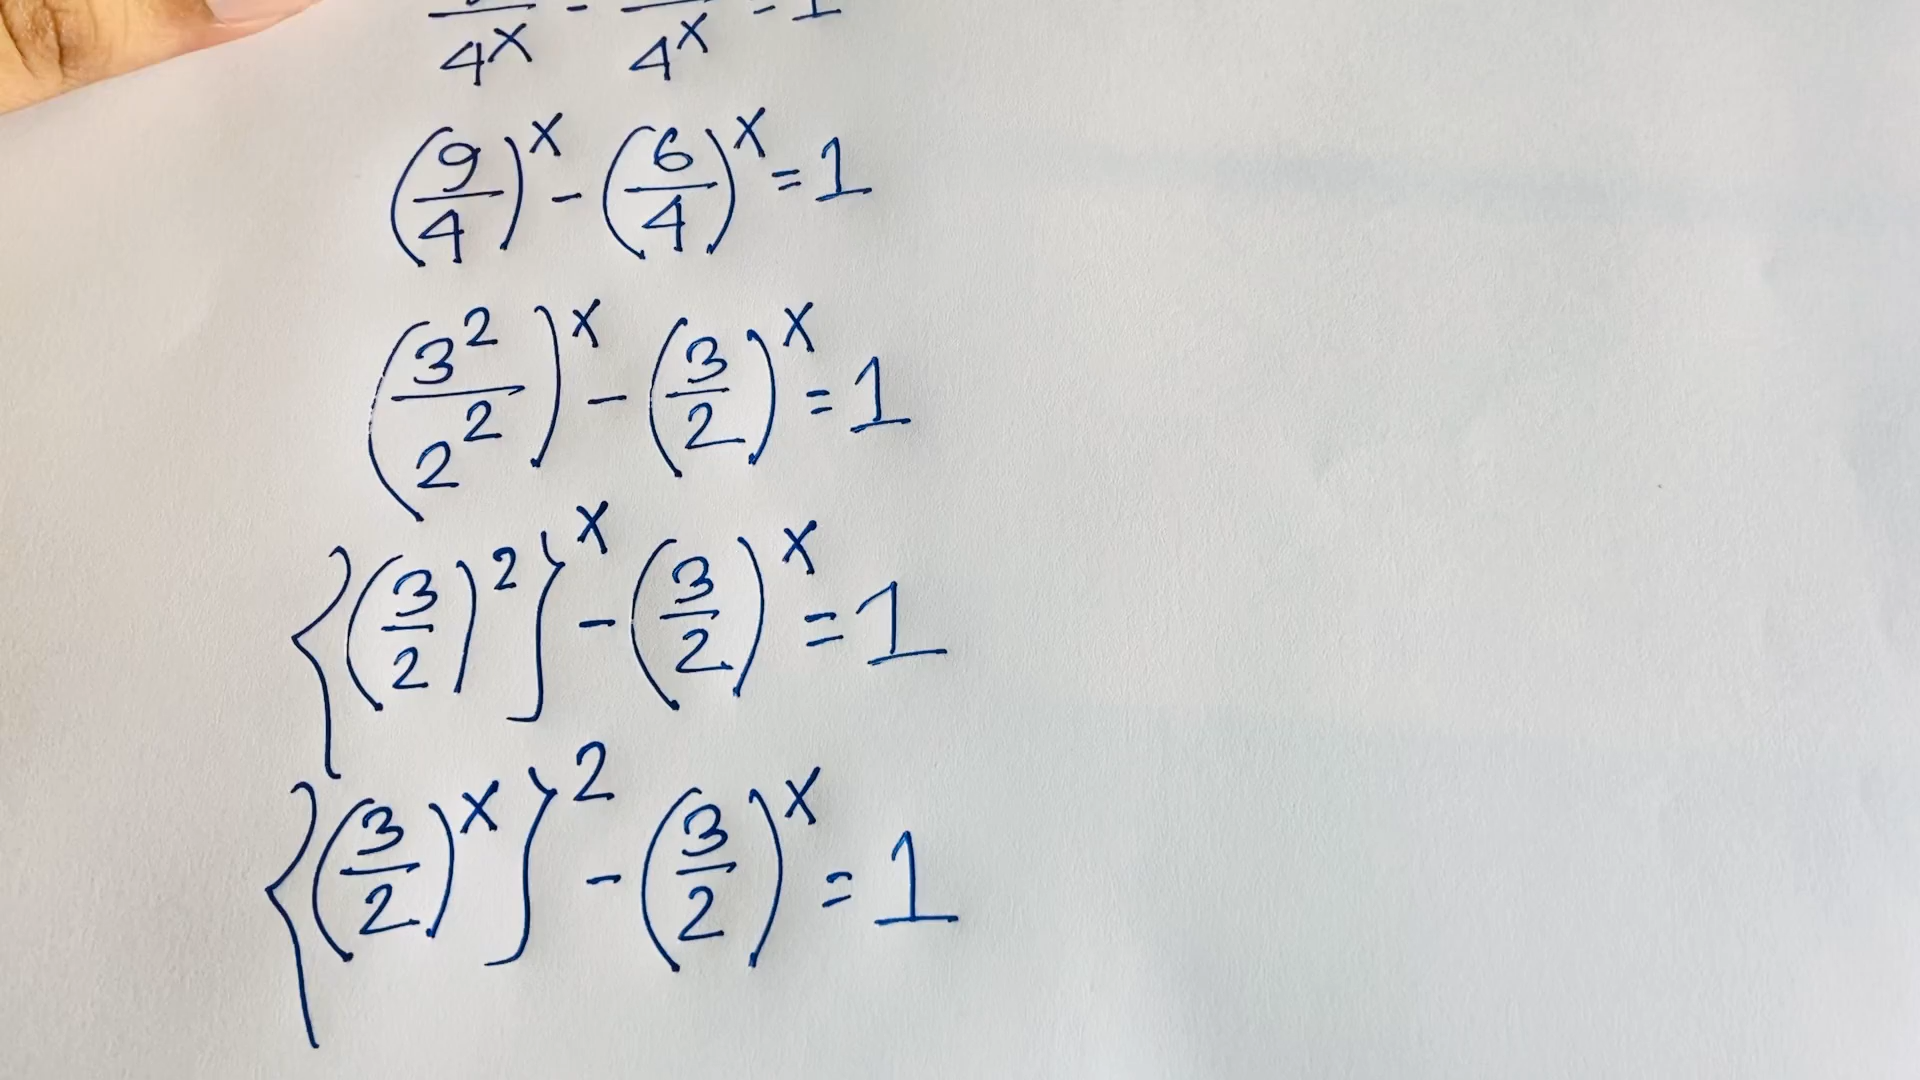 4^x - 4^x = 1
(9/4)^x - (6/4)^x = 1
(3^2/2^2)^x - (3/2)^x = 1
{(3/2)^2}^x - (3/2)^x = 1
{(3/2)^x}^2 - (3/2)^x = 1